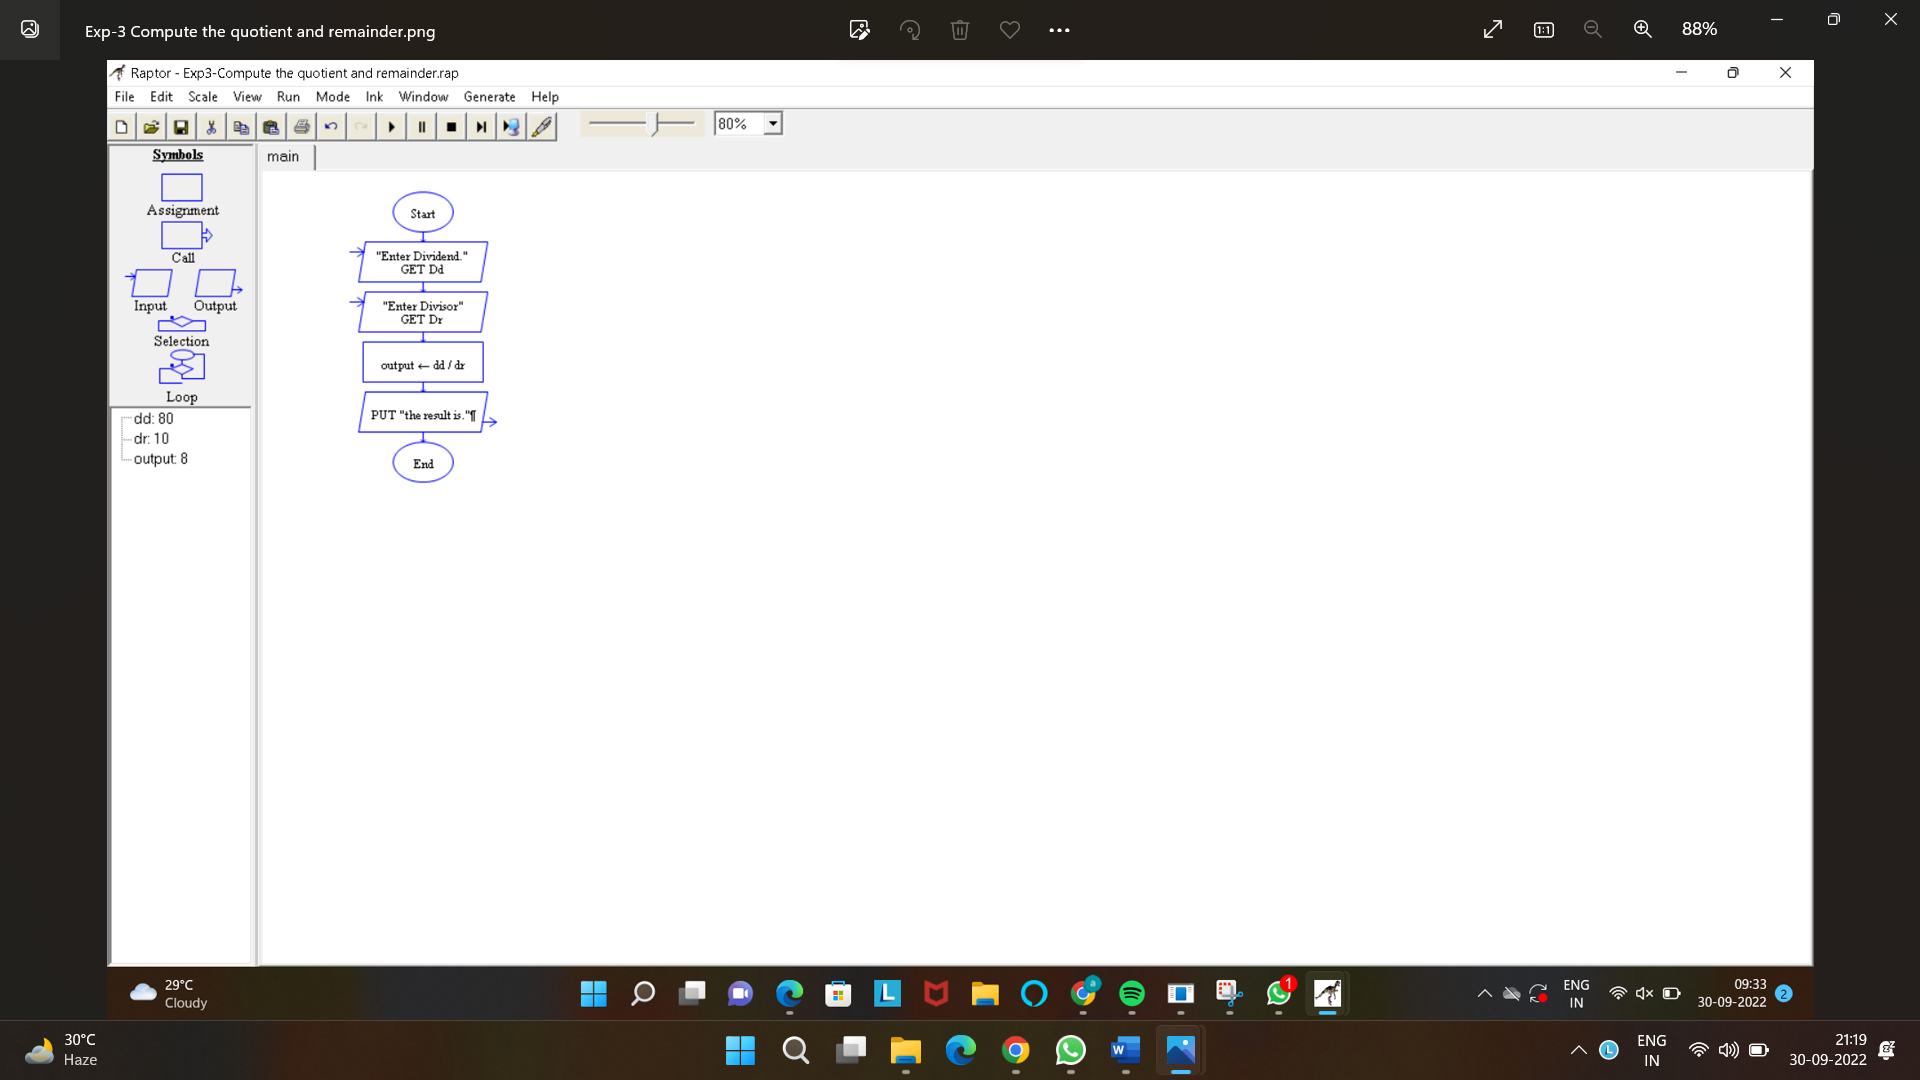 Exp-3 Compute the quotient and remainder.png
88%
Raptor - Exp3-Compute the quotient and remainder.rap
File Edit Scale View Run Mode Ink Window Generate Help
80%
Symbols
main
Assignment
Call
Input Output
Selection
Loop
dd: 80
dr: 10
output: 8
Start
"Enter Dividend."
GET Dd
"Enter Divisor"
GET Dr
output ← dd / dr
PUT "the result is."¶
End
29°C
Cloudy
L
a
1
ENG
IN
09:33
30-09-2022
2
30°C
Haze
W
L
ENG
IN
21:19
30-09-2022